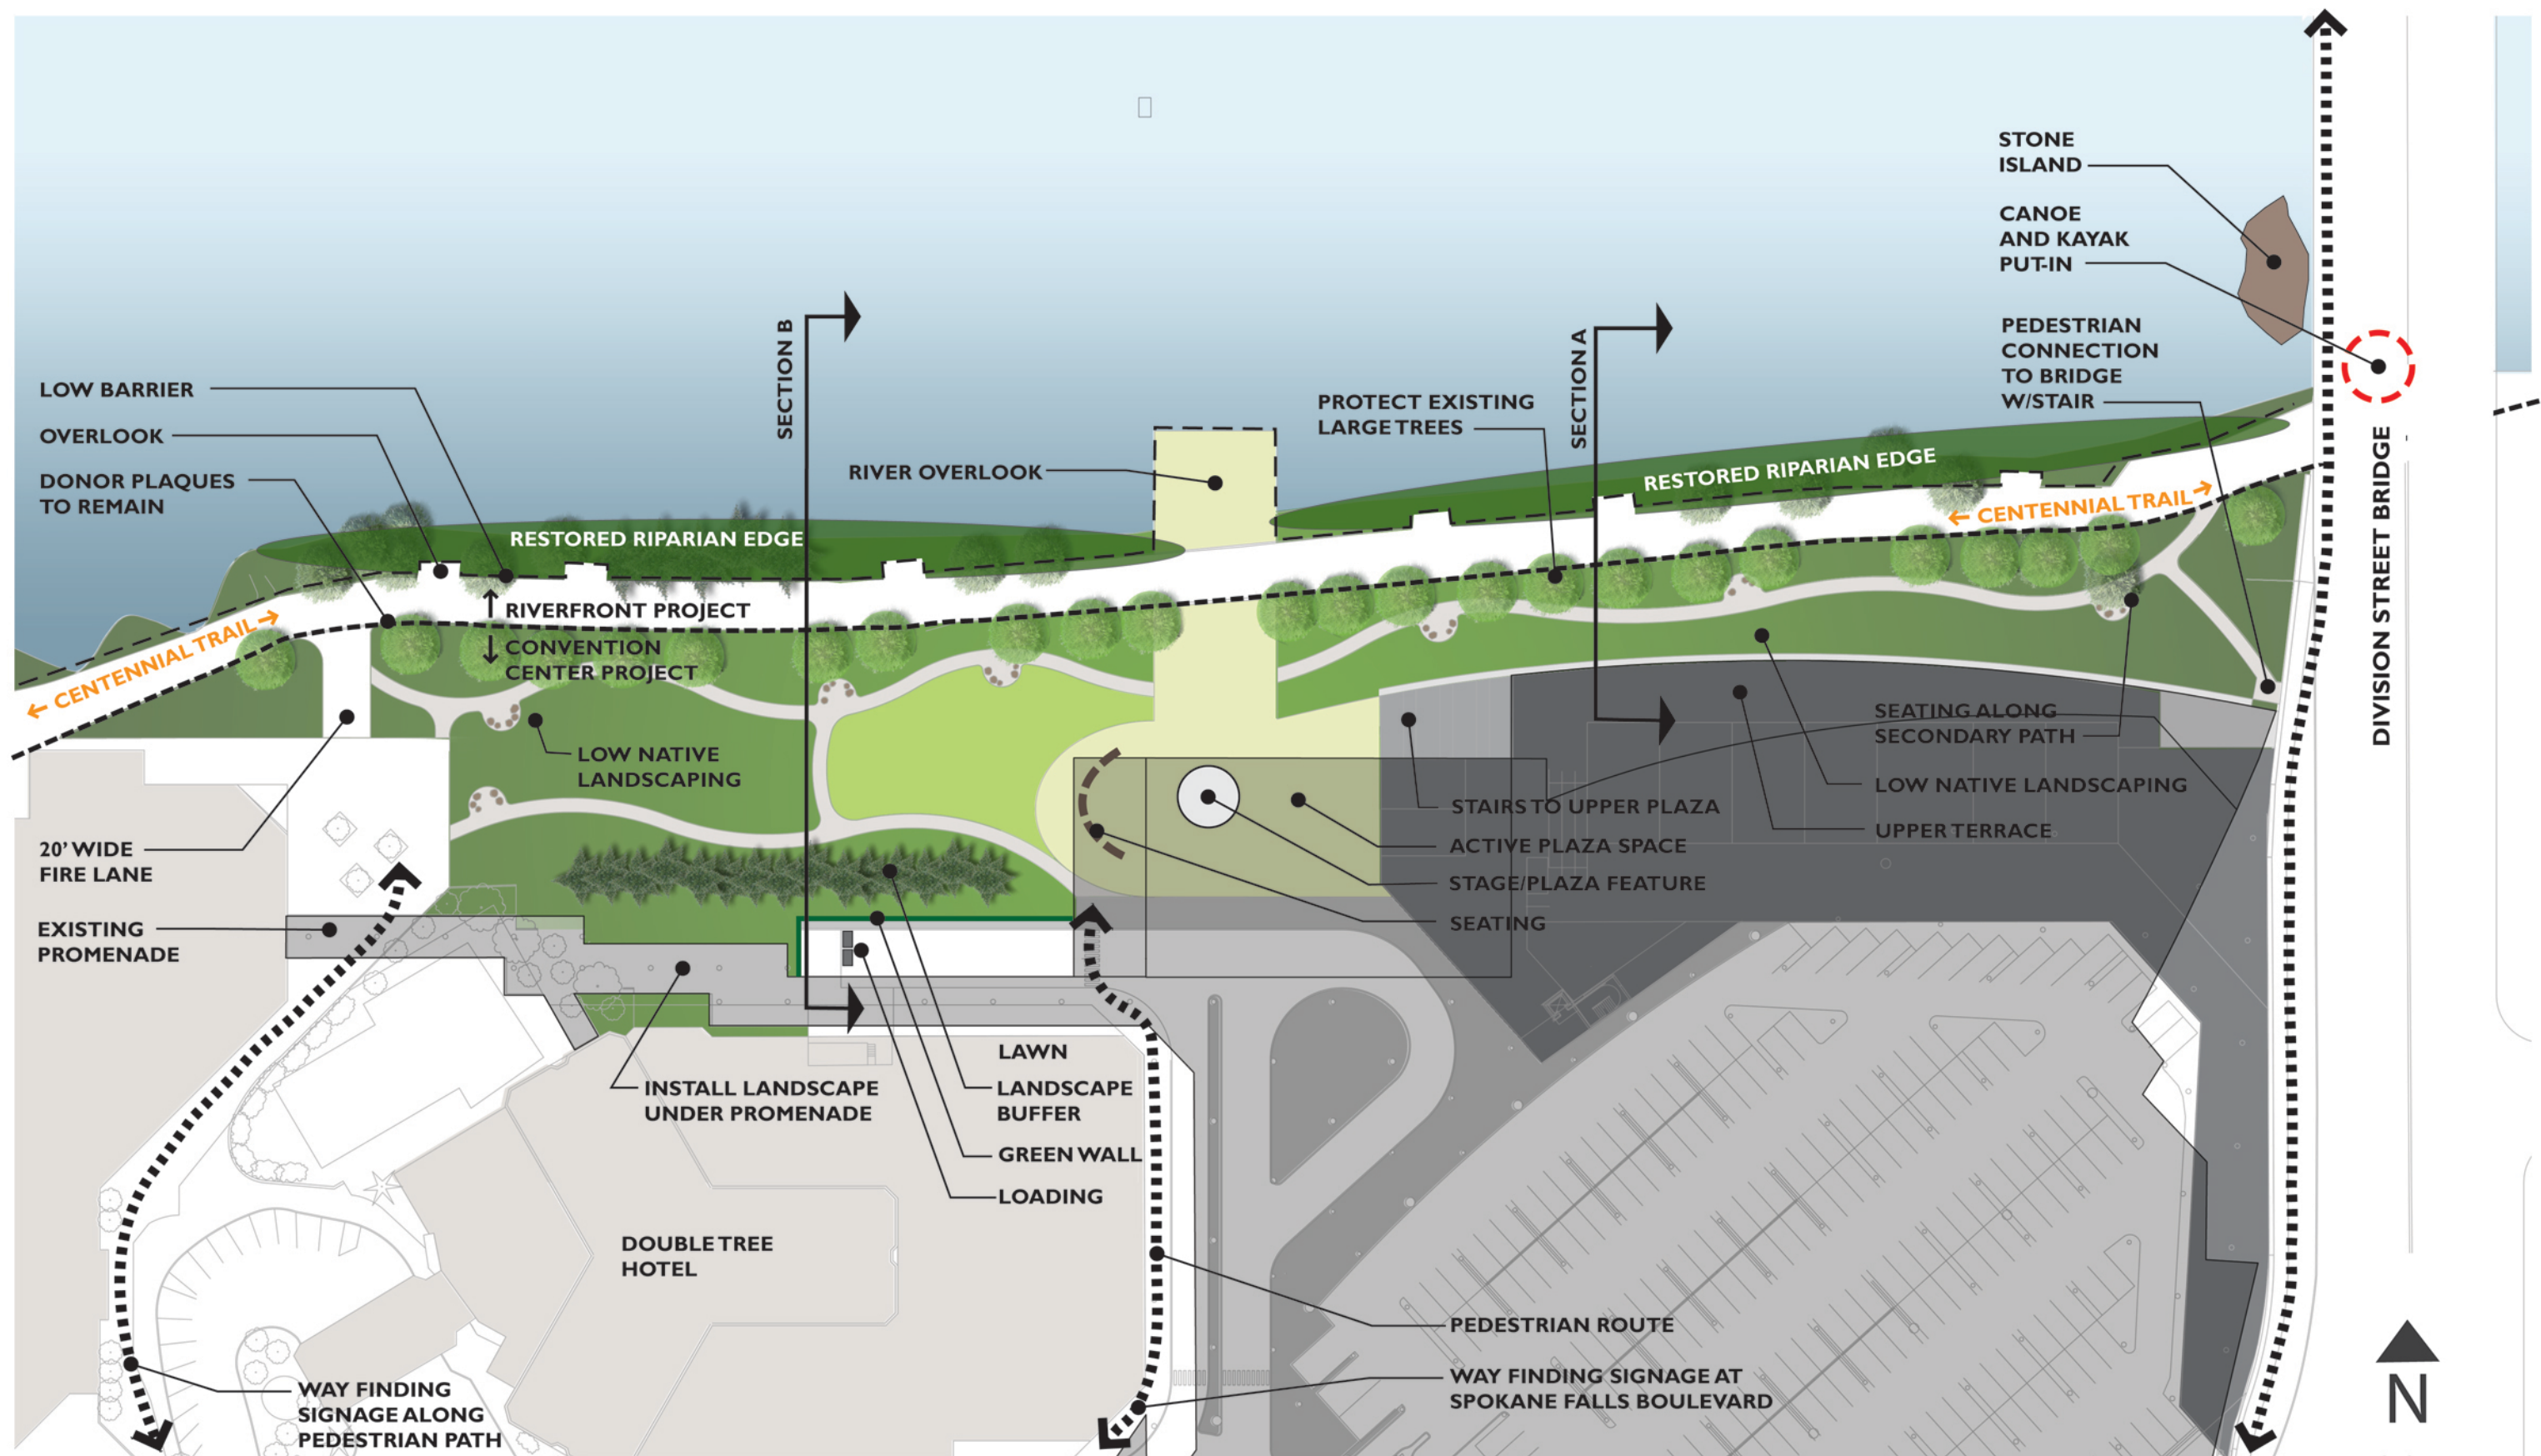 STONE
ISLAND
CANOE
AND KAYAK
PUT-IN
PEDESTRIAN
CONNECTION
TO BRIDGE
W/STAIR
SECTION B
SECTION A
LOW BARRIER
OVERLOOK
DONOR PLAQUES
TO REMAIN
RIVER OVERLOOK
PROTECT EXISTING
LARGE TREES
RESTORED RIPARIAN EDGE
RESTORED RIPARIAN EDGE
← CENTENNIAL TRAIL →
← CENTENNIAL TRAIL →
↑ RIVERFRONT PROJECT
↓ CONVENTION
CENTER PROJECT
DIVISION STREET BRIDGE
LOW NATIVE
LANDSCAPING
SEATING ALONG
SECONDARY PATH
LOW NATIVE LANDSCAPING
UPPER TERRACE
STAIRS TO UPPER PLAZA
ACTIVE PLAZA SPACE
STAGE/PLAZA FEATURE
SEATING
20' WIDE
FIRE LANE
EXISTING
PROMENADE
INSTALL LANDSCAPE
UNDER PROMENADE
LAWN
LANDSCAPE
BUFFER
GREEN WALL
LOADING
DOUBLE TREE
HOTEL
PEDESTRIAN ROUTE
WAY FINDING SIGNAGE AT
SPOKANE FALLS BOULEVARD
WAY FINDING
SIGNAGE ALONG
PEDESTRIAN PATH
N